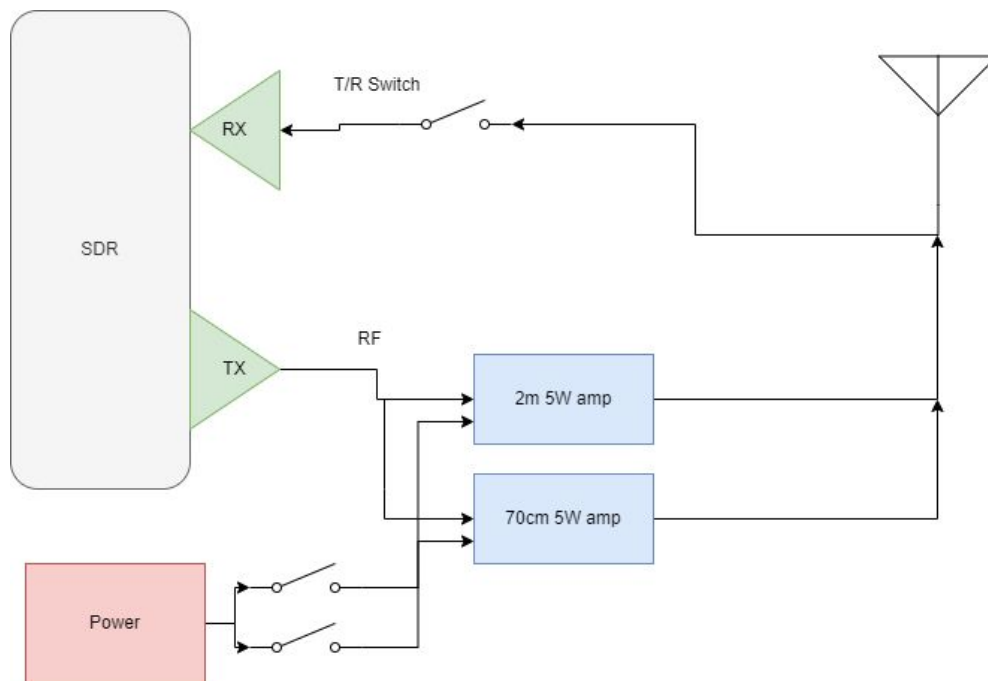 T/R Switch
RX
SDR
RF
TX
2m 5W amp
70cm 5W amp
Power